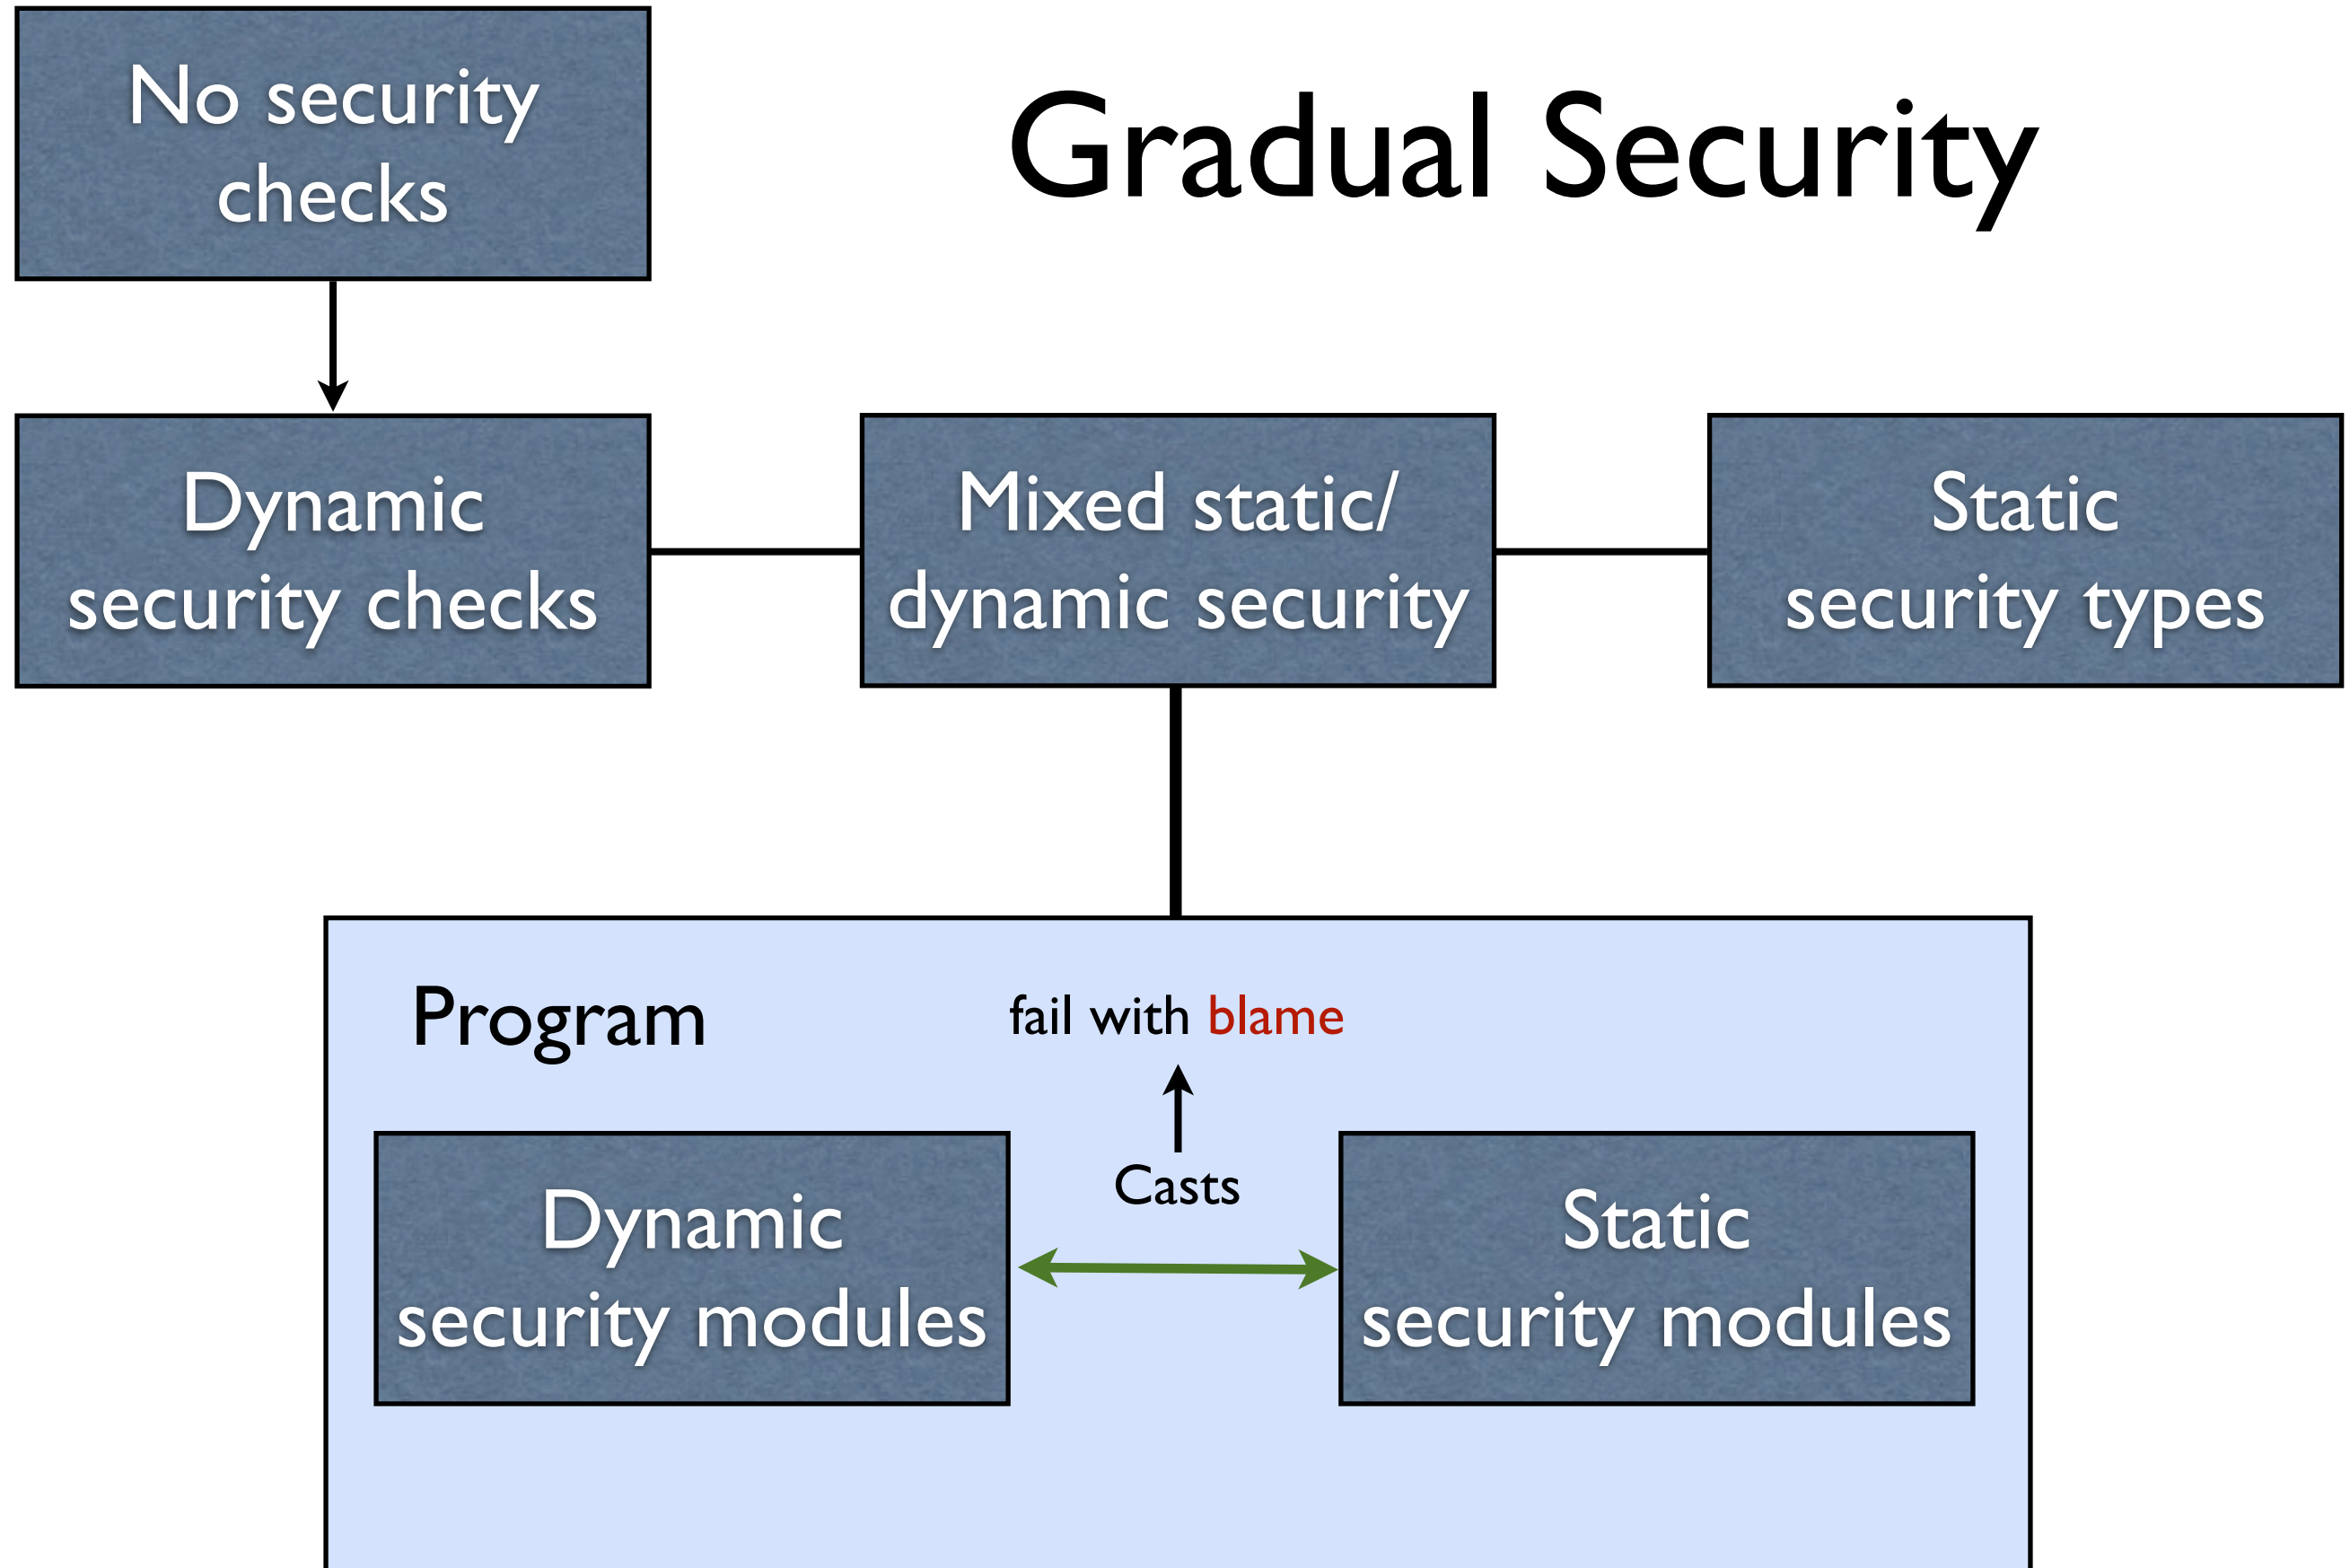 No security
checks
Gradual Security
Dynamic
security checks
Mixed static/
dynamic security
Static
security types
Program
fail with blame
Casts
Dynamic
security modules
Static
security modules